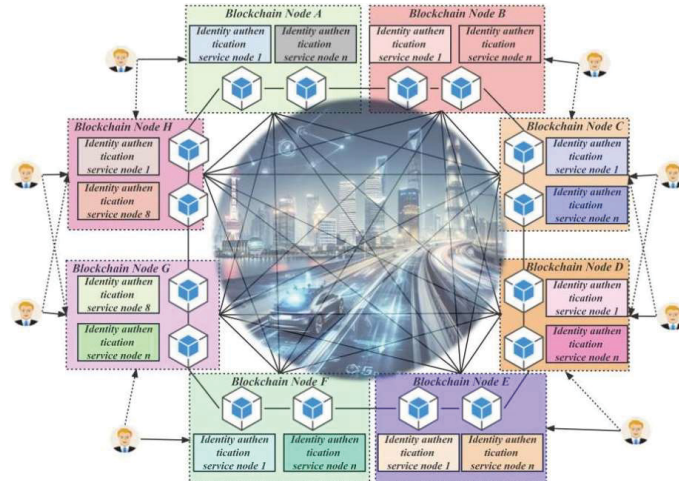 Blockchain Node A
Identity authen
tication
service node 1
Identity authen
tication
service node n
Blockchain Node B
Identity authen
tication
service node 1
Identity authen
tication
service node n
Blockchain Node H
Identity authen
tication
service node 1
Identity authen
tication
service node 8
Blockchain Node C
Identity authen
tication
service node 1
Identity authen
tication
service node n
Blockchain Node G
Identity authen
tication
service node 8
Identity authen
tication
service node n
Blockchain Node D
Identity authen
tication
service node 1
Identity authen
tication
service node n
Blockchain Node F
Identity authen
tication
service node 1
Identity authen
tication
service node n
Blockchain Node E
Identity authen
tication
service node 1
Identity authen
tication
service node n